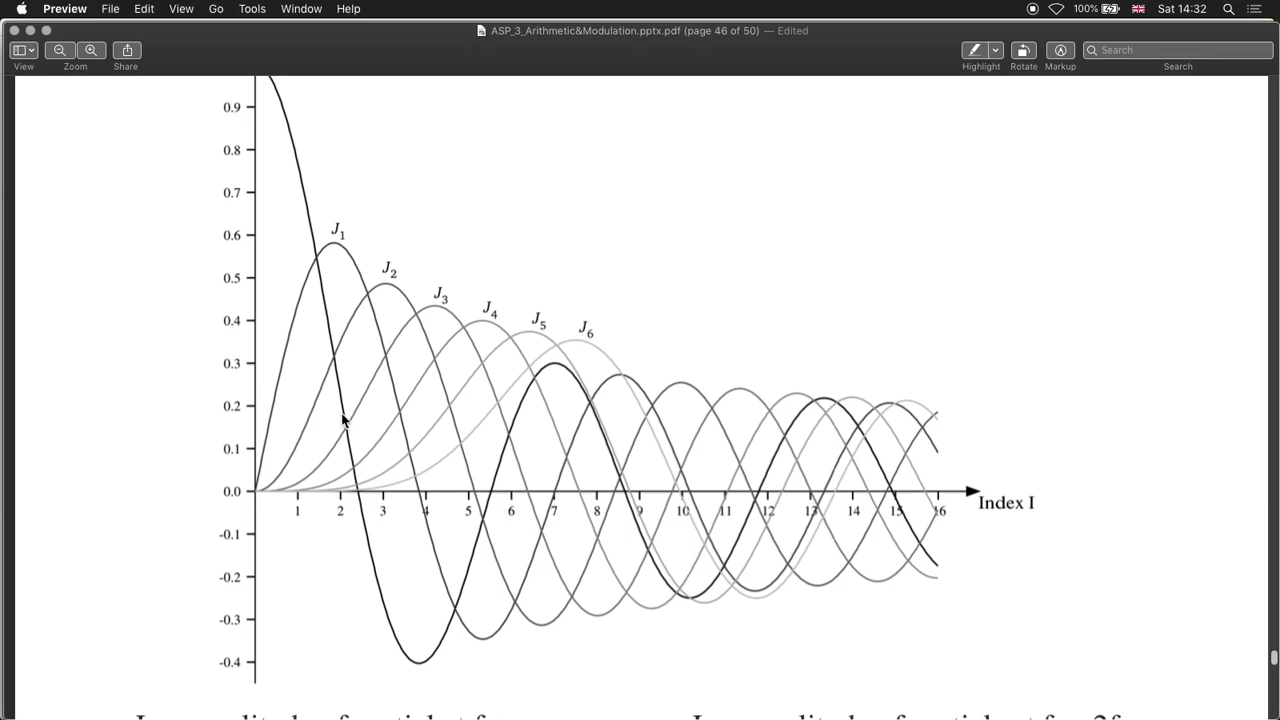 Preview File Edit View Go Tools Window Help 100% Sat 14:32
ASP_3_Arithmetic&Modulation.pptx.pdf (page 46 of 50) — Edited
Search
View Zoom Share Highlight Rotate Markup Search
0.9
0.8
0.7
0.6
J1
0.5
J2
J3
0.4
J4
J5
J6
0.3
0.2
0.1
0.0
1 2 3 4 5 6 7 8 9 10 11 12 13 14 15 16
Index I
-0.1
-0.2
-0.3
-0.4